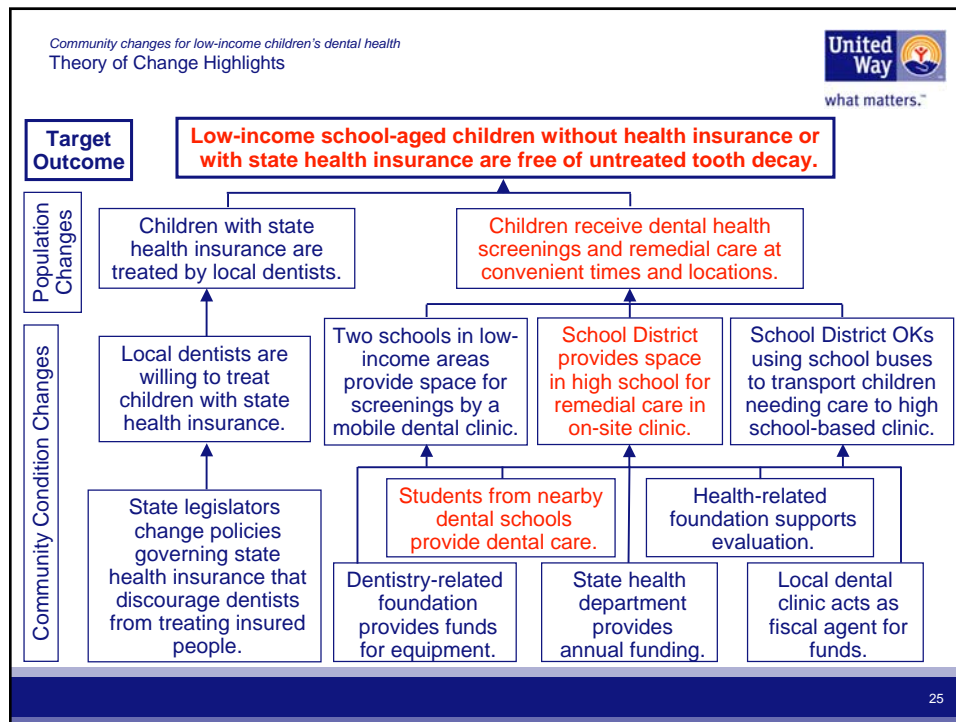 Community changes for low-income children's dental health
Theory of Change Highlights
United
Way
what matters.™
Target
Outcome
Low-income school-aged children without health insurance or
with state health insurance are free of untreated tooth decay.
Population
Changes
Children with state
health insurance are
treated by local dentists.
Children receive dental health
screenings and remedial care at
convenient times and locations.
Community Condition Changes
Local dentists are
willing to treat
children with state
health insurance.
Two schools in low-
income areas
provide space for
screenings by a
mobile dental clinic.
School District
provides space
in high school for
remedial care in
on-site clinic.
School District OKs
using school buses
to transport children
needing care to high
school-based clinic.
State legislators
change policies
governing state
health insurance that
discourage dentists
from treating insured
people.
Students from nearby
dental schools
provide dental care.
Health-related
foundation supports
evaluation.
Dentistry-related
foundation
provides funds
for equipment.
State health
department
provides
annual funding.
Local dental
clinic acts as
fiscal agent for
funds.
25